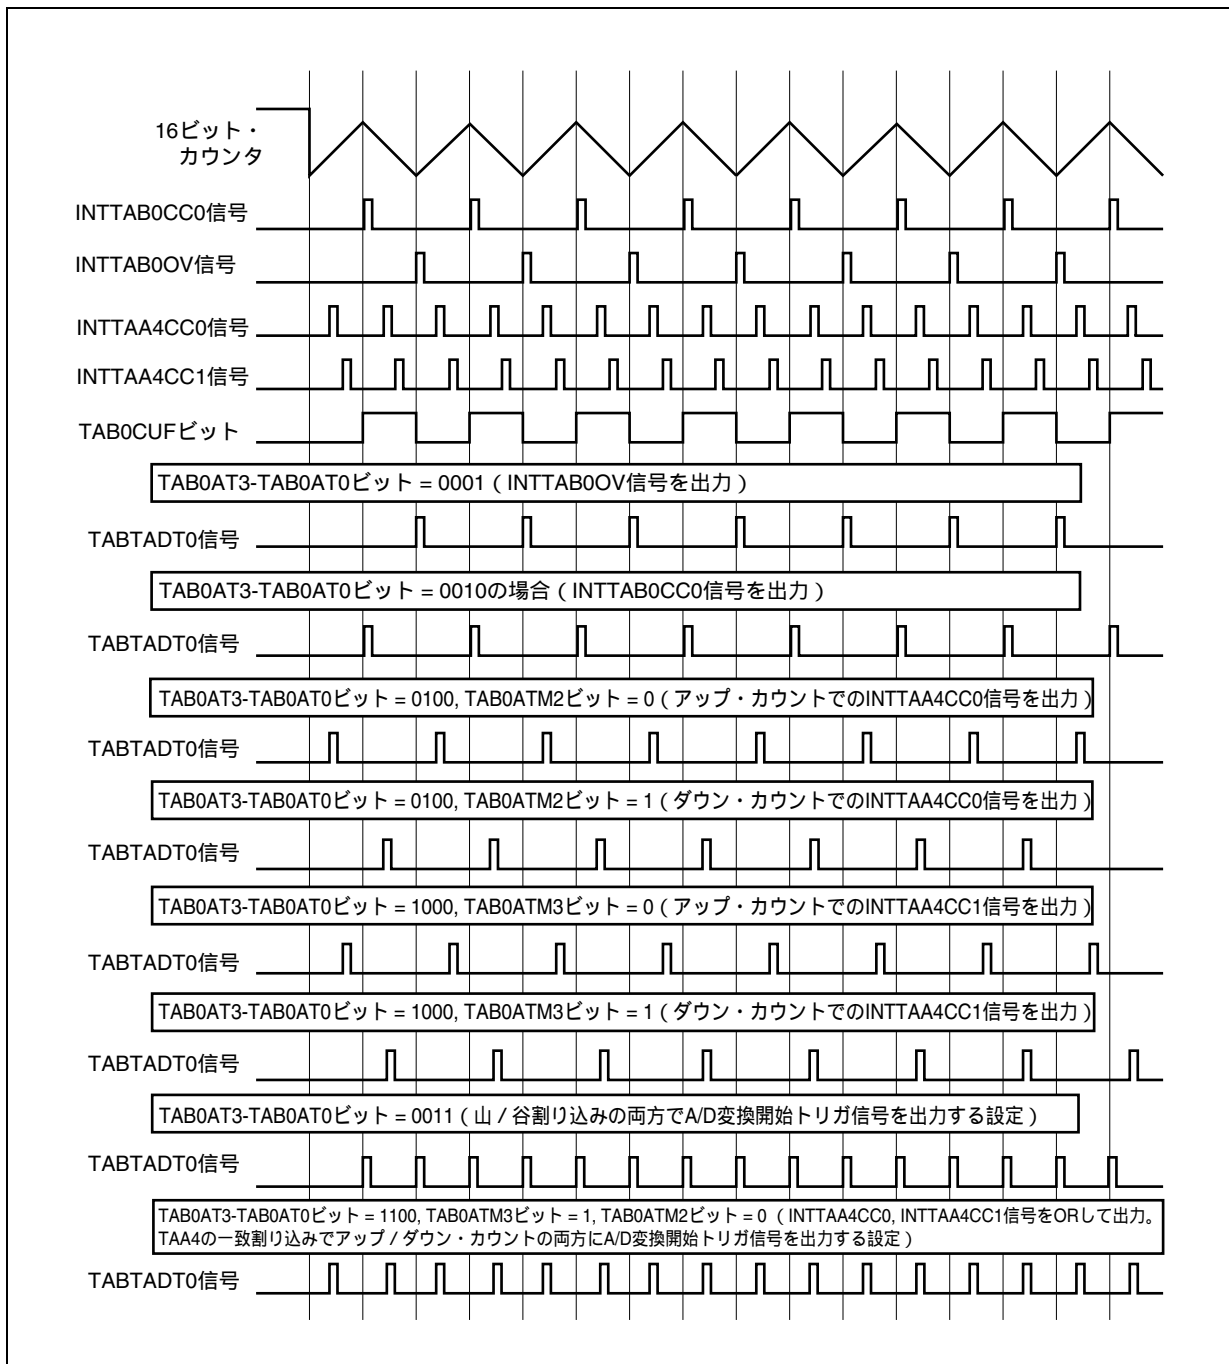 16ビット・
カウンタ
INTTAB0CC0信号
INTTAB0OV信号
INTTAA4CC0信号
INTTAA4CC1信号
TAB0CUFビット
TAB0AT3-TAB0AT0ビット = 0001（INTTAB0OV信号を出力）
TABTADT0信号
TAB0AT3-TAB0AT0ビット = 0010の場合（INTTAB0CC0信号を出力）
TABTADT0信号
TAB0AT3-TAB0AT0ビット = 0100, TAB0ATM2ビット = 0（アップ・カウントでのINTTAA4CC0信号を出力）
TABTADT0信号
TAB0AT3-TAB0AT0ビット = 0100, TAB0ATM2ビット = 1（ダウン・カウントでのINTTAA4CC0信号を出力）
TABTADT0信号
TAB0AT3-TAB0AT0ビット = 1000, TAB0ATM3ビット = 0（アップ・カウントでのINTTAA4CC1信号を出力）
TABTADT0信号
TAB0AT3-TAB0AT0ビット = 1000, TAB0ATM3ビット = 1（ダウン・カウントでのINTTAA4CC1信号を出力）
TABTADT0信号
TAB0AT3-TAB0AT0ビット = 0011（山／谷割り込みの両方でA/D変換開始トリガ信号を出力する設定）
TABTADT0信号
TAB0AT3-TAB0AT0ビット = 1100, TAB0ATM3ビット = 1, TAB0ATM2ビット = 0（INTTAA4CC0, INTTAA4CC1信号をORして出力。
TAA4の一致割り込みでアップ／ダウン・カウントの両方にA/D変換開始トリガ信号を出力する設定）
TABTADT0信号